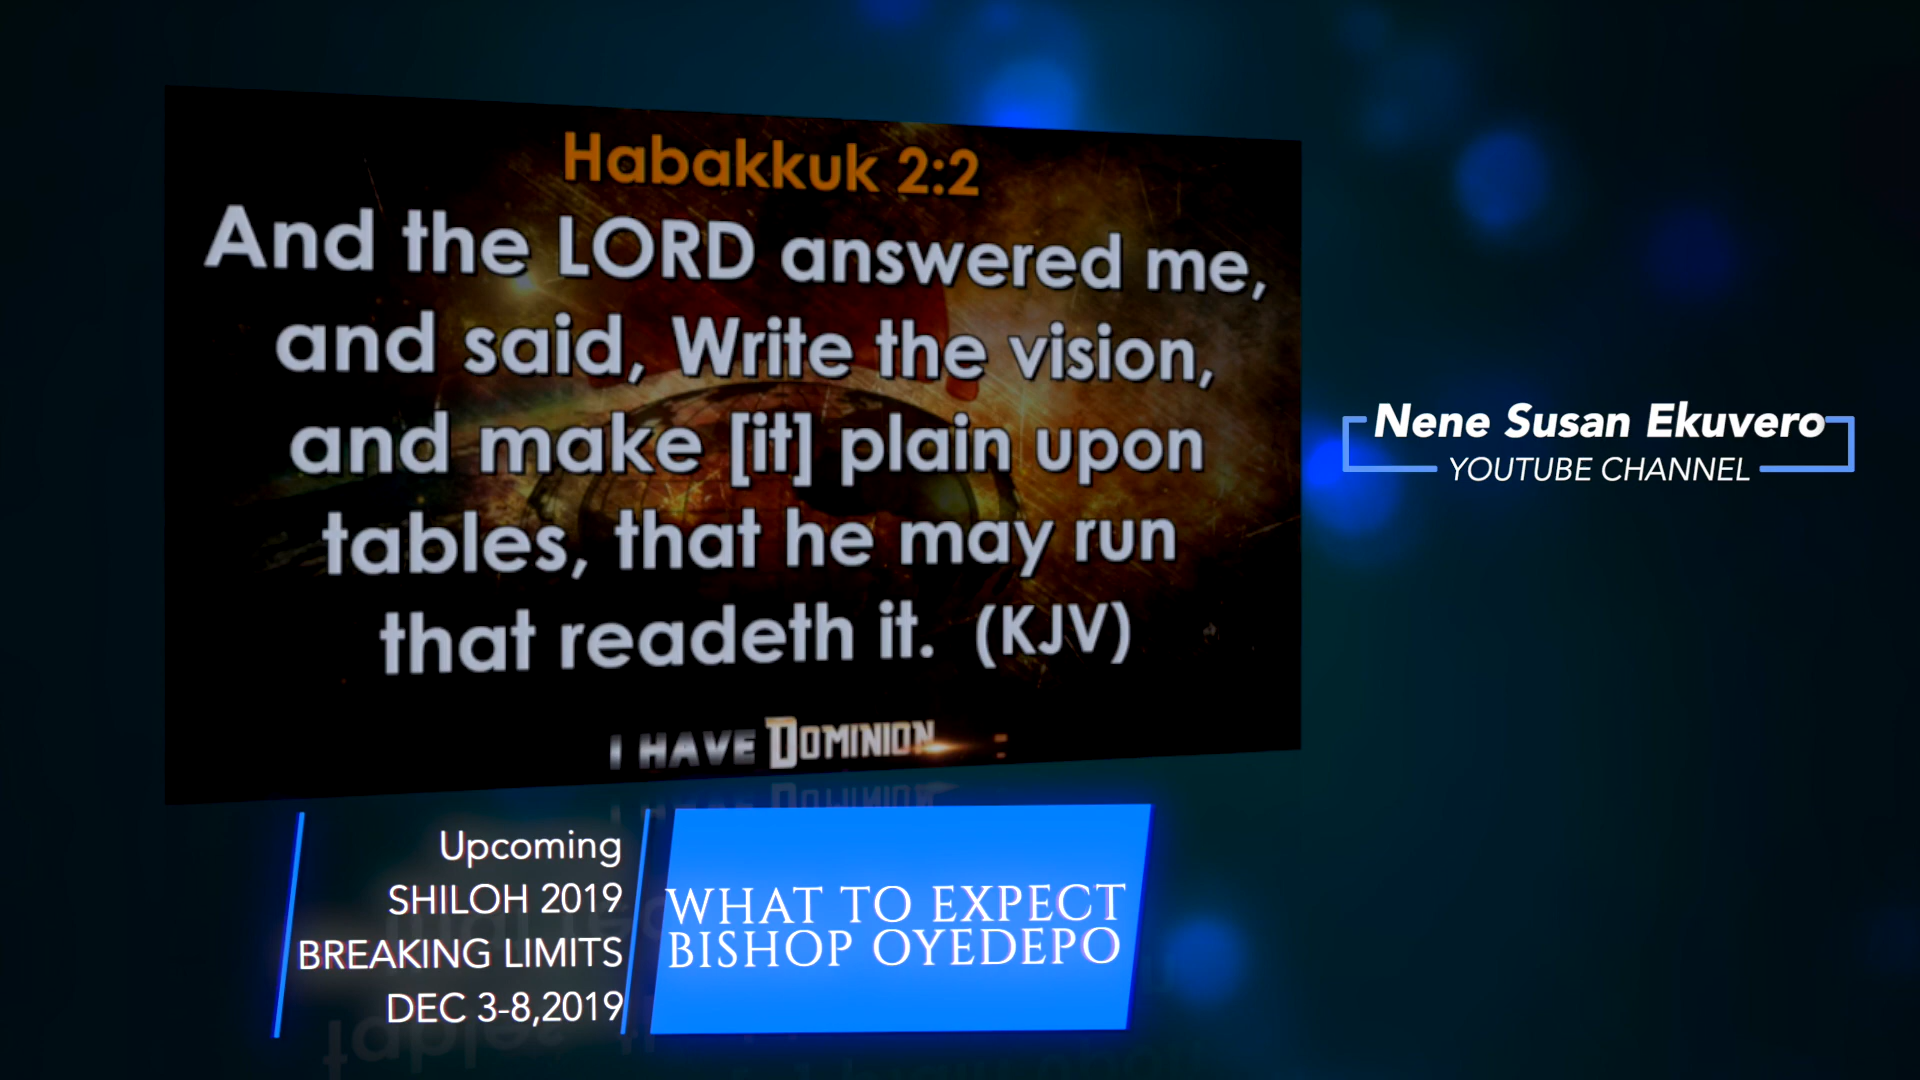 Habakkuk 2:2
And the LORD answered me,
and said, Write the vision,
and make [it] plain upon
tables, that he may run
that readeth it. (KJV)
I HAVE DOMINION
Nene Susan Ekuvero
YOUTUBE CHANNEL
Upcoming
SHILOH 2019
BREAKING LIMITS
DEC 3-8,2019
WHAT TO EXPECT
BISHOP OYEDEPO